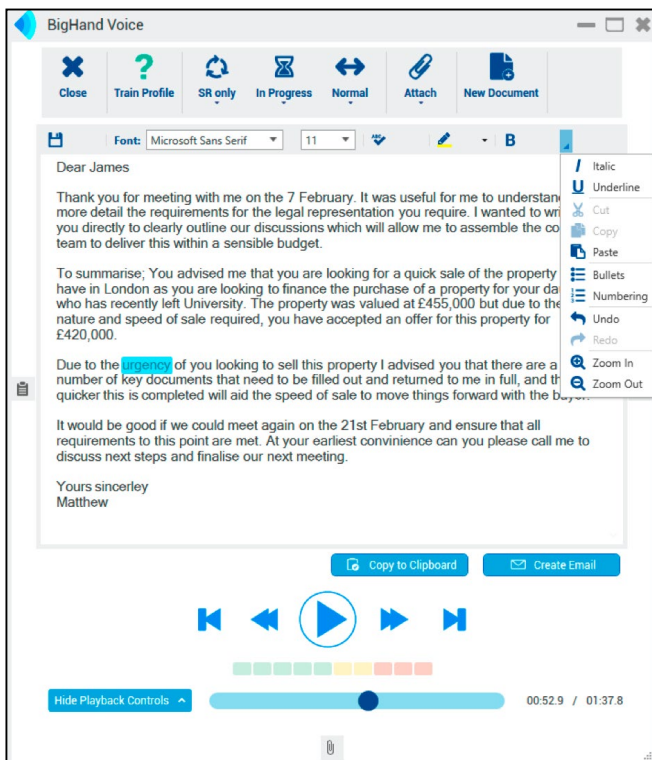 BigHand Voice
Close
Train Profile
SR only
In Progress
Normal
Attach
New Document
Font: Microsoft Sans Serif 11 ABC B
Dear James
Thank you for meeting with me on the 7 February. It was useful for me to understand
more detail the requirements for the legal representation you require. I wanted to
you directly to clearly outline our discussions which will allow me to assemble the
team to deliver this within a sensible budget.
To summarise; You advised me that you are looking for a quick sale of the property
have in London as you are looking to finance the purchase of a property for your
who has recently left University. The property was valued at £455,000 but due to the
nature and speed of sale required, you have accepted an offer for this property for
£420,000.
Due to the urgency of you looking to sell this property I advised you that there are a
number of key documents that need to be filled out and returned to me in full, and
quicker this is completed will aid the speed of sale to move things forward with the buyer.
It would be good if we could meet again on the 21st February and ensure that all
requirements to this point are met. At your earliest convinience can you please call me to
discuss next steps and finalise our next meeting.
Yours sincerley
Matthew
I Italic
U Underline
Cut
Copy
Paste
Bullets
Numbering
Undo
Redo
Zoom In
Zoom Out
Copy to Clipboard
Create Email
Hide Playback Controls
00:52.9 / 01:37.8